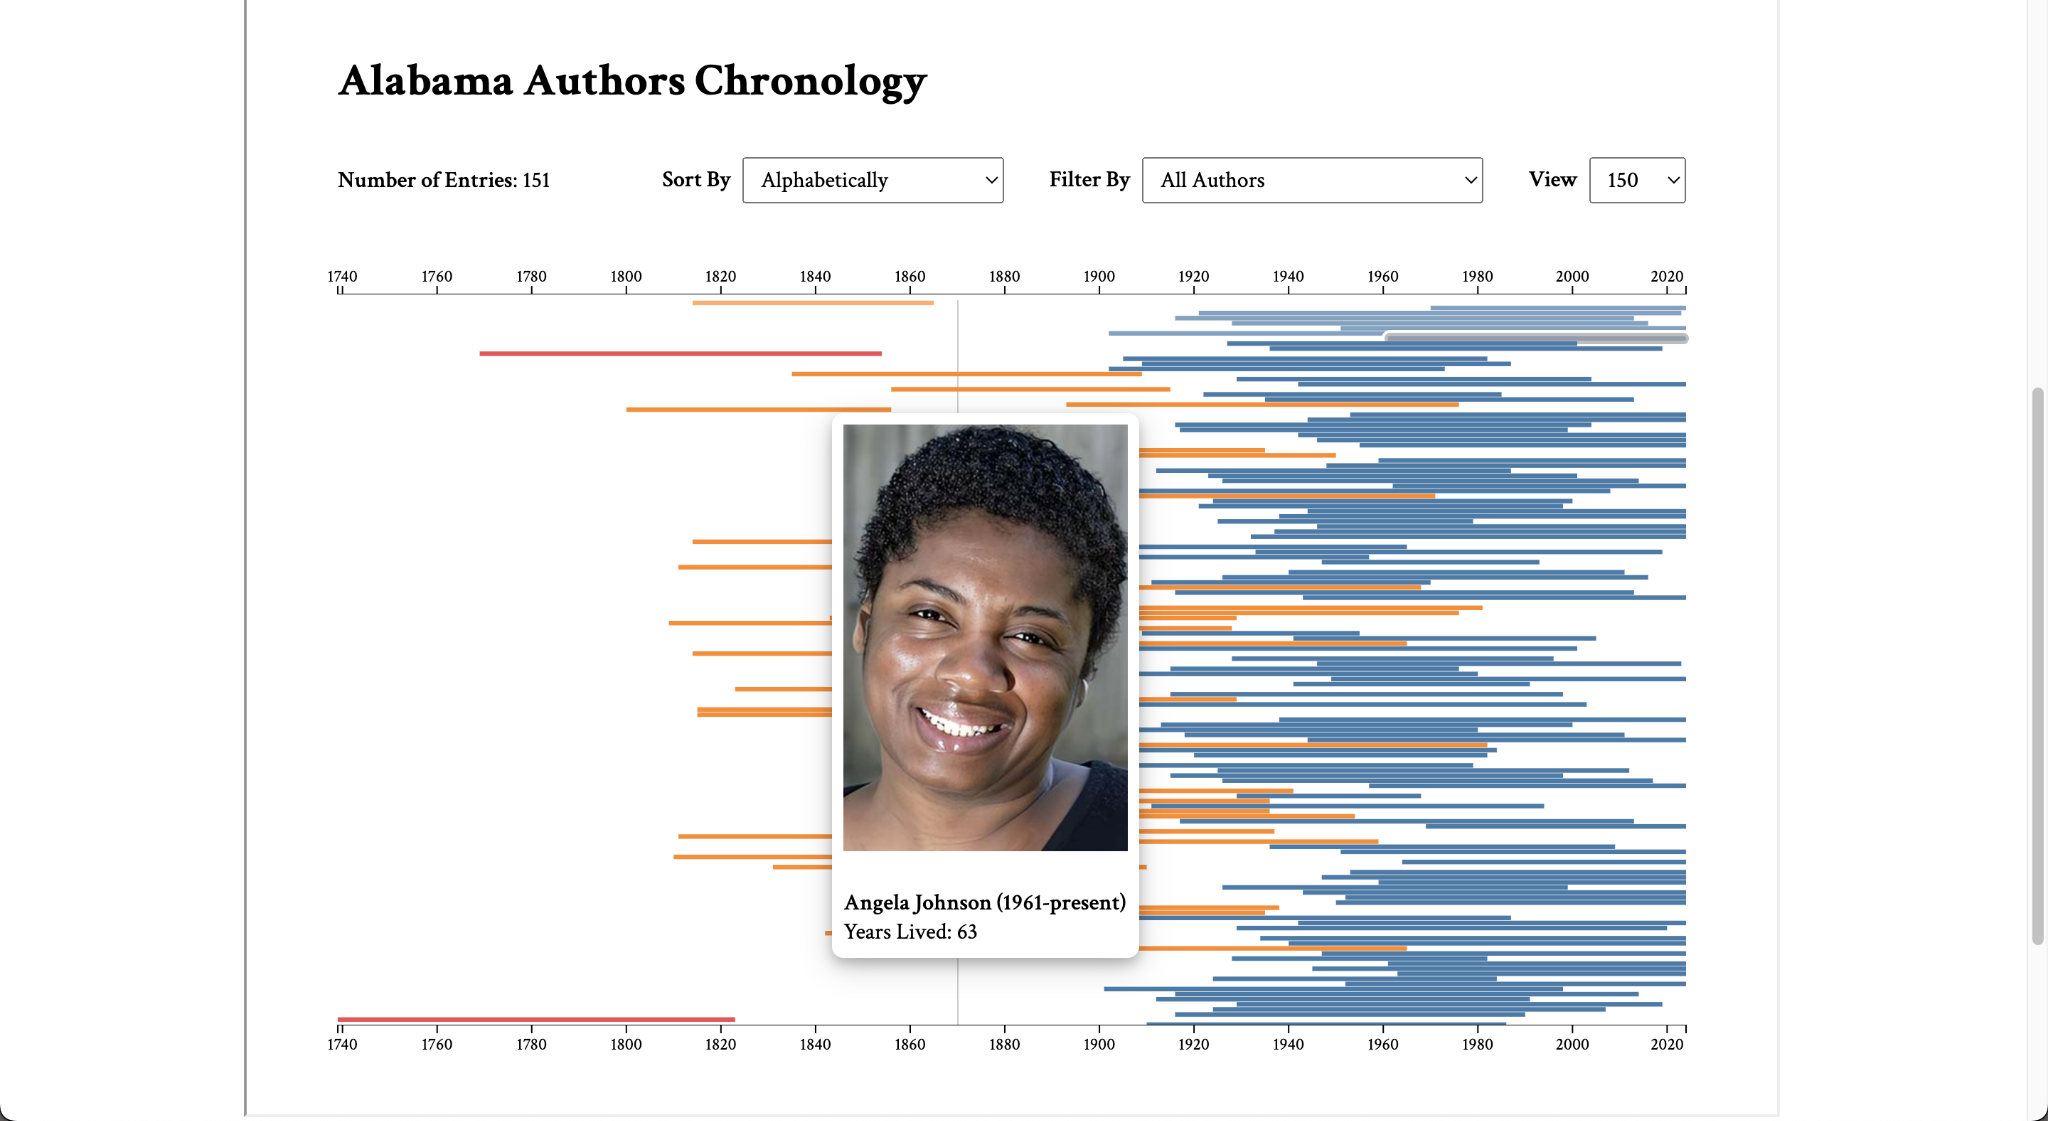 Alabama Authors Chronology
Number of Entries: 151 Sort By Alphabetically Filter By All Authors View 150
1740 1760 1780 1800 1820 1840 1860 1880 1900 1920 1940 1960 1980 2000 2020
Angela Johnson (1961-present)
Years Lived: 63
1740 1760 1780 1800 1820 1840 1860 1880 1900 1920 1940 1960 1980 2000 2020